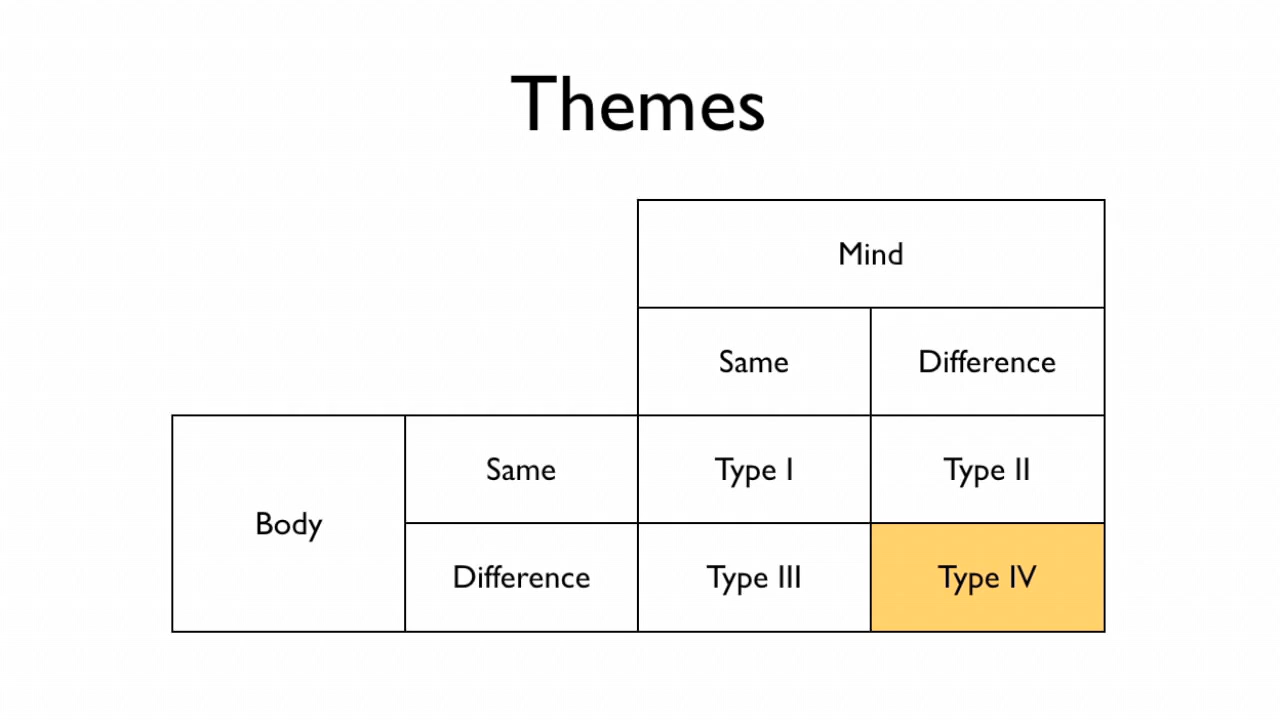 Themes
Mind
Same Difference
Body Same Type I Type II
Difference Type III Type IV